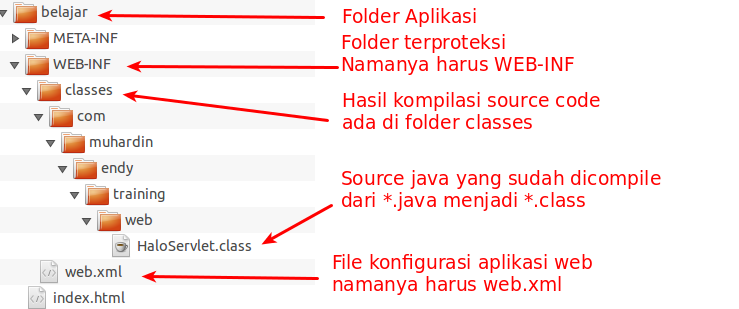 belajar
Folder Aplikasi
META-INF
Folder terproteksi
WEB-INF
Namanya harus WEB-INF
classes
Hasil kompilasi source code
ada di folder classes
com
muhardin
endy
training
Source java yang sudah dicompile
dari *.java menjadi *.class
web
HaloServlet.class
web.xml
File konfigurasi aplikasi web
namanya harus web.xml
index.html